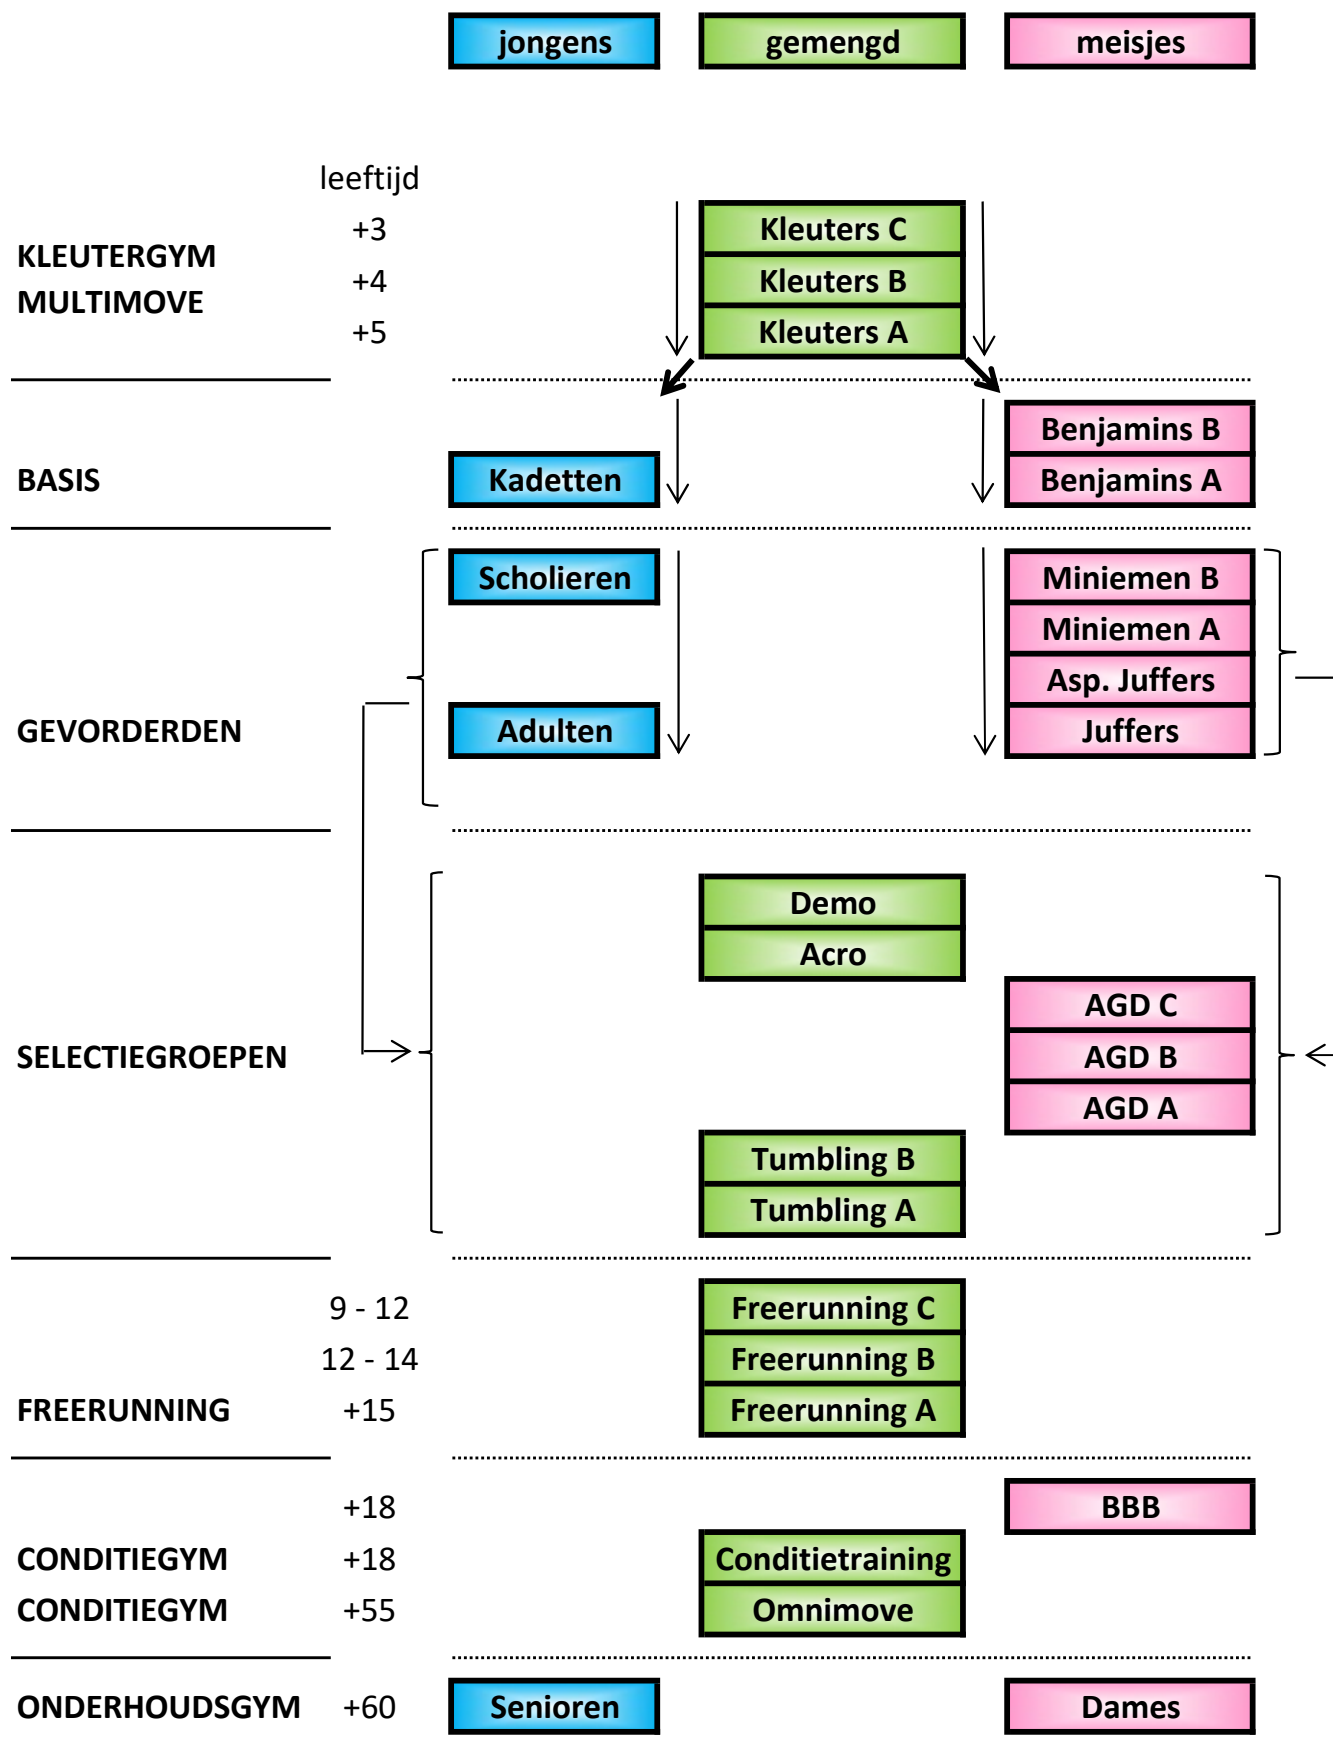 jongens gemengd meisjes
leeftijd
+3 Kleuters C
KLEUTERGYM
+4 Kleuters B
MULTIMOVE
+5 Kleuters A
Benjamins B
BASIS Kadetten Benjamins A
Scholieren Miniemen B
Miniemen A
Asp. Juffers
GEVORDERDEN Adulten Juffers
Demo
Acro
AGD C
SELECTIEGROEPEN AGD B
AGD A
Tumbling B
Tumbling A
9 - 12 Freerunning C
12 - 14 Freerunning B
FREERUNNING +15 Freerunning A
+18 BBB
CONDITIEGYM +18 Conditietraining
CONDITIEGYM +55 Omnimove
ONDERHOUDSGYM +60 Senioren Dames